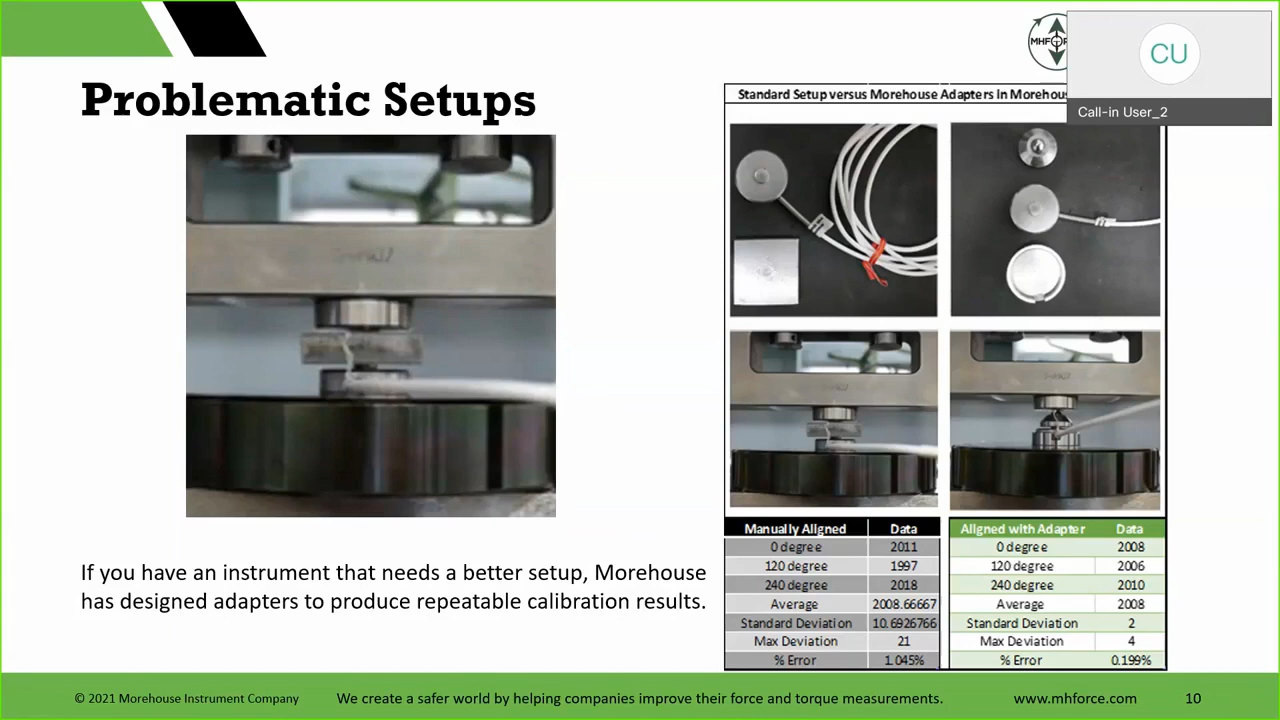 Problematic Setups
MHF
CU
Call-in User_2
Standard Setup versus Morehouse Adapters in
If you have an instrument that needs a better setup, Morehouse
has designed adapters to produce repeatable calibration results.
Manually Aligned Data
0 degree 2011
120 degree 1997
240 degree 2018
Average 2008.66667
Standard Deviation 10.6926766
Max Deviation 21
% Error 1.045%
Aligned with Adapter Data
0 degree 2008
120 degree 2006
240 degree 2010
Average 2008
Standard Deviation 2
Max Deviation 4
% Error 0.199%
© 2021 Morehouse Instrument Company
We create a safer world by helping companies improve their force and torque measurements.
www.mhforce.com
10